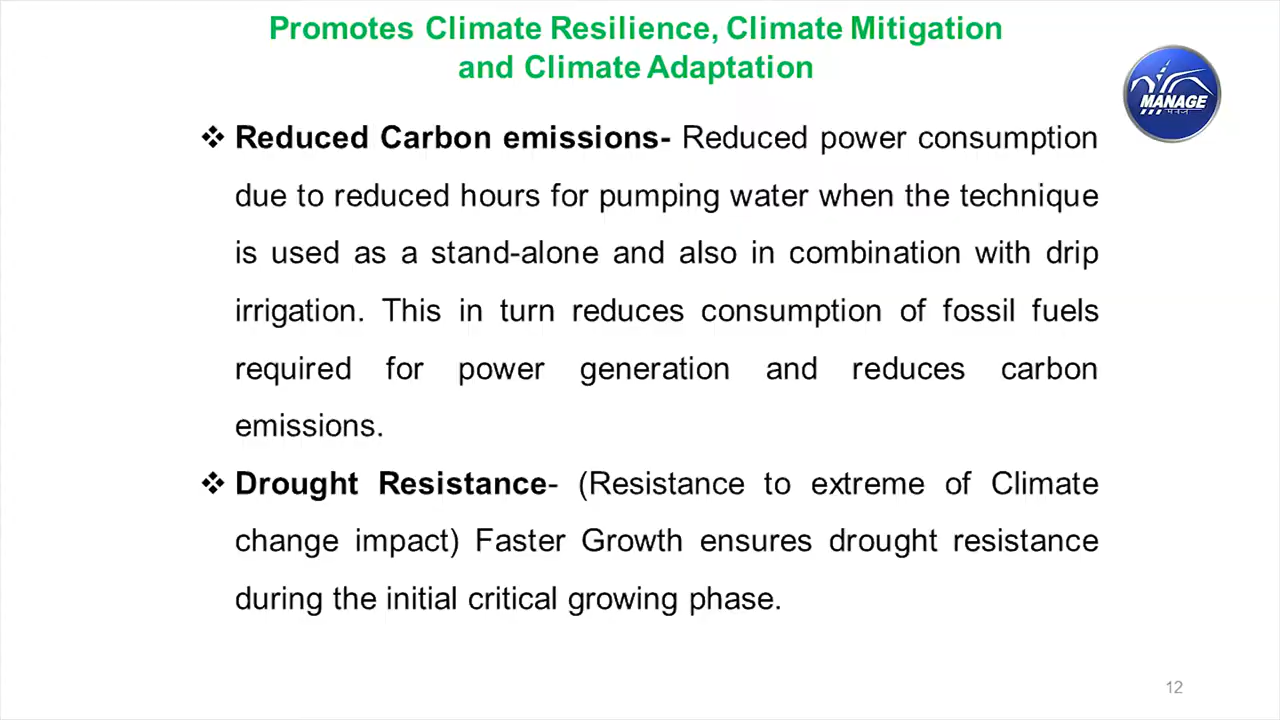 Promotes Climate Resilience, Climate Mitigation
and Climate Adaptation
MANAGE
❖ Reduced Carbon emissions- Reduced power consumption
due to reduced hours for pumping water when the technique
is used as a stand-alone and also in combination with drip
irrigation. This in turn reduces consumption of fossil fuels
required for power generation and reduces carbon
emissions.
❖ Drought Resistance- (Resistance to extreme of Climate
change impact) Faster Growth ensures drought resistance
during the initial critical growing phase.
12